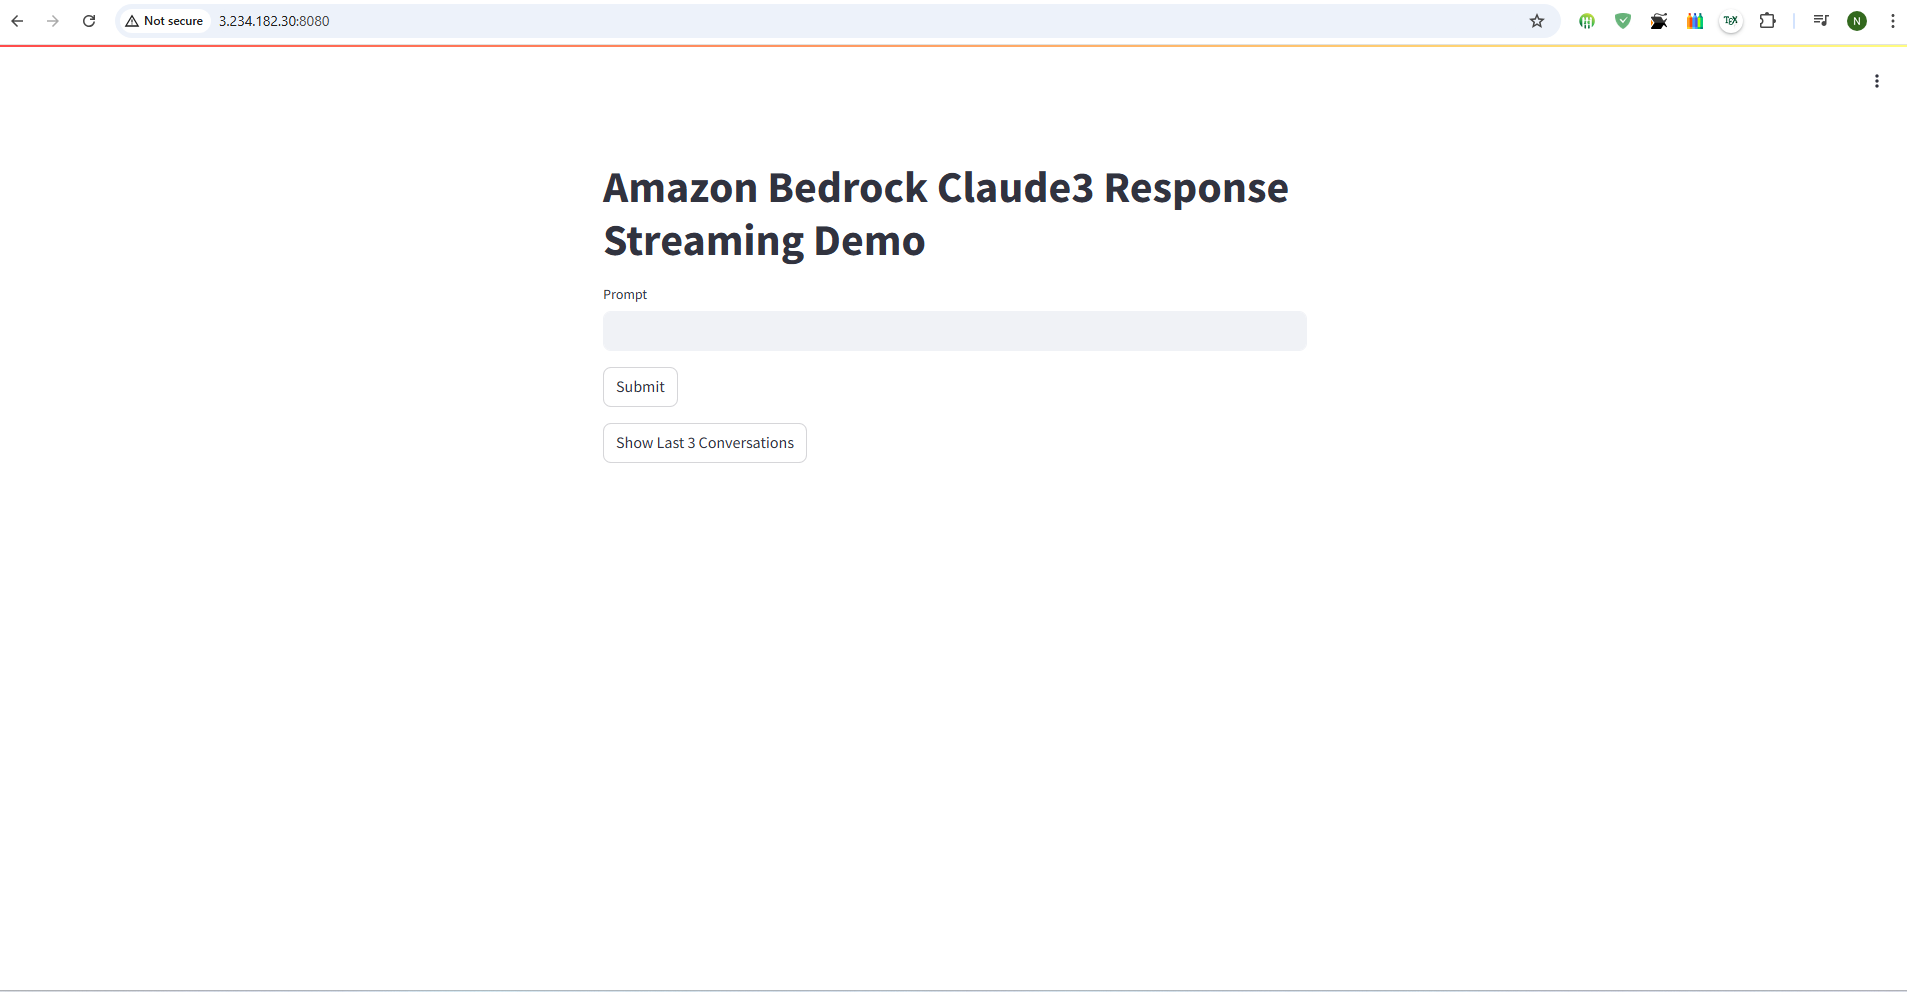 Not secure 3.234.182.30:8080
TEX
N
Amazon Bedrock Claude3 Response
Streaming Demo
Prompt
Submit
Show Last 3 Conversations